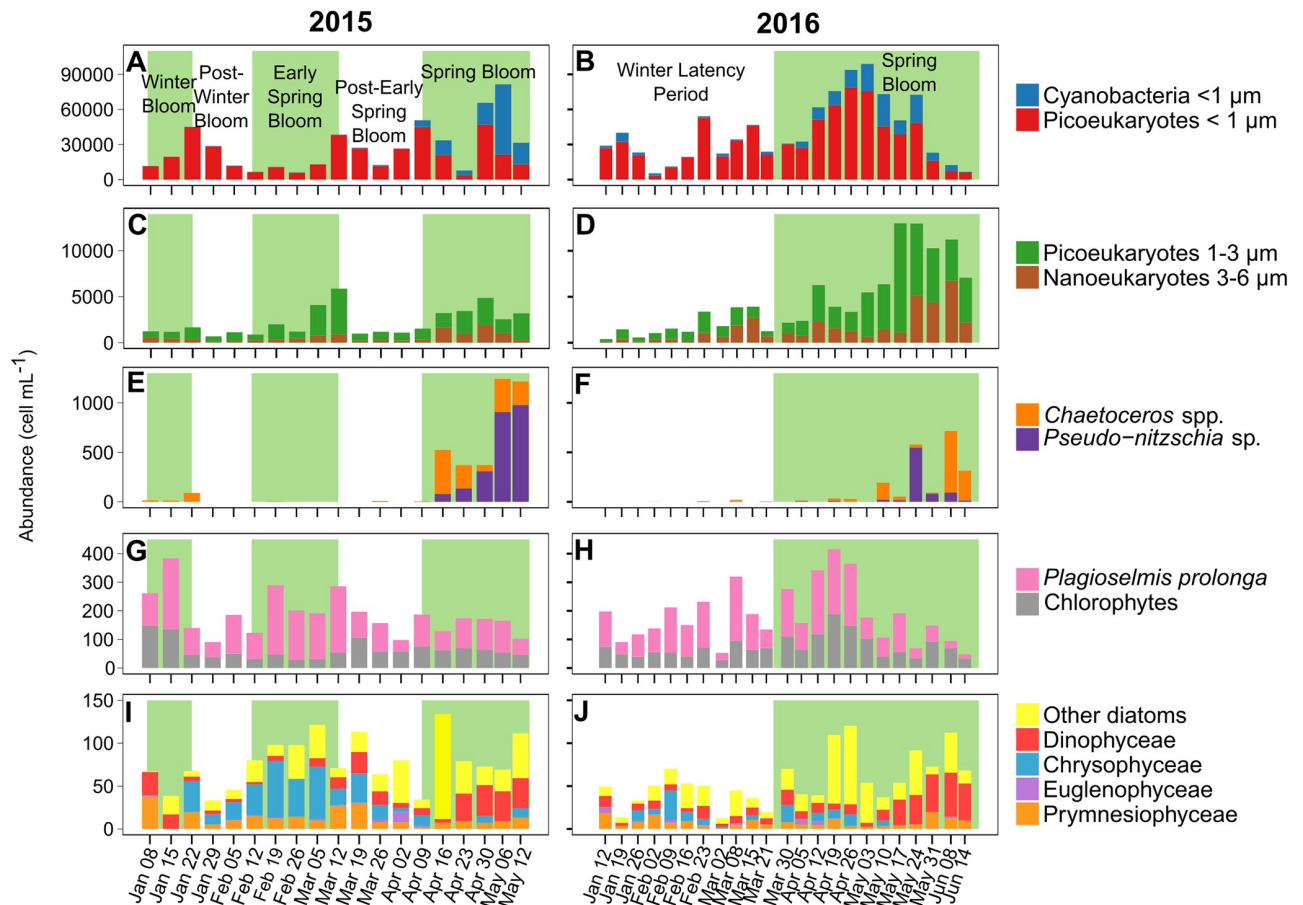 2015
2016
A
Winter
Bloom
Post-
Winter
Bloom
Early
Spring
Bloom
Post-Early
Spring
Bloom
Spring Bloom
B
Winter Latency
Period
Spring
Bloom
90000
60000
30000
0
Cyanobacteria <1 µm
Picoeukaryotes < 1 µm
C
D
10000
5000
0
Picoeukaryotes 1-3 µm
Nanoeukaryotes 3-6 µm
Abundance (cell mL⁻¹)
E
F
1000
500
0
Chaetoceros spp.
Pseudo−nitzschia sp.
G
H
400
300
200
100
0
Plagioselmis prolonga
Chlorophytes
I
J
150
100
50
0
Other diatoms
Dinophyceae
Chrysophyceae
Euglenophyceae
Prymnesiophyceae
Jan 08
Jan 15
Jan 22
Jan 29
Feb 05
Feb 12
Feb 19
Feb 26
Mar 05
Mar 12
Mar 19
Mar 26
Apr 02
Apr 09
Apr 16
Apr 23
Apr 30
May 06
May 12
Jan 12
Jan 19
Jan 26
Feb 02
Feb 09
Feb 16
Feb 23
Mar 02
Mar 08
Mar 15
Mar 21
Mar 30
Apr 05
Apr 12
Apr 19
Apr 26
May 03
May 10
May 17
May 24
May 31
Jun 08
Jun 14